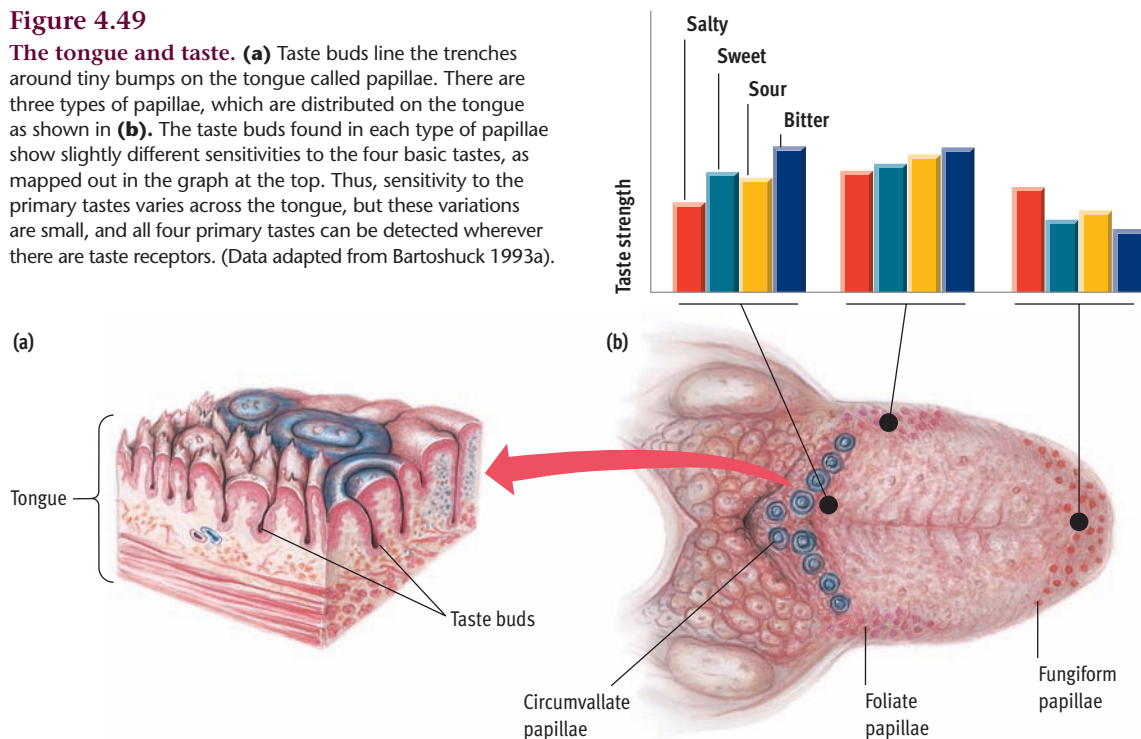 Figure 4.49
The tongue and taste. (a) Taste buds line the trenches
around tiny bumps on the tongue called papillae. There are
three types of papillae, which are distributed on the tongue
as shown in (b). The taste buds found in each type of papillae
show slightly different sensitivities to the four basic tastes, as
mapped out in the graph at the top. Thus, sensitivity to the
primary tastes varies across the tongue, but these variations
are small, and all four primary tastes can be detected wherever
there are taste receptors. (Data adapted from Bartoshuck 1993a).
Salty
Sweet
Sour
Bitter
Taste strength
(a)
Tongue
Taste buds
(b)
Circumvallate
papillae
Foliate
papillae
Fungiform
papillae